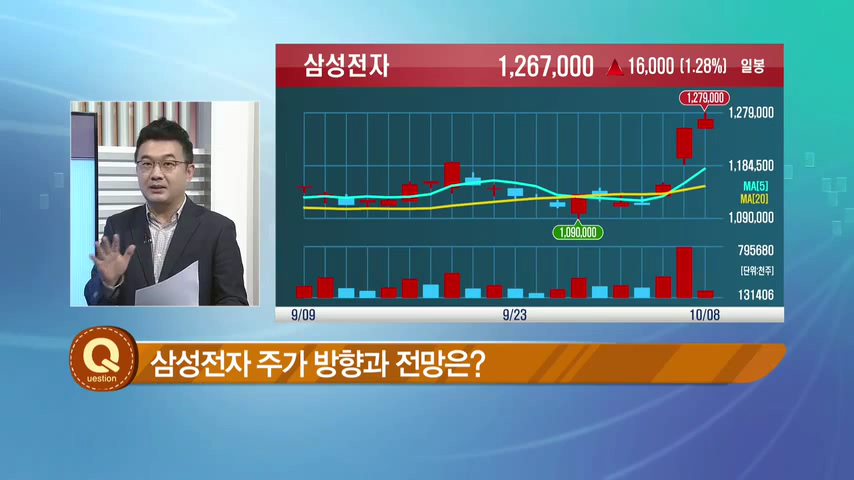 삼성전자 1,267,000 ▲ 16,000 (1.28%) 일봉
1,279,000
1,279,000
1,184,500
MA[5]
MA[20]
1,090,000
1,090,000
795680
[단위:천주]
131406
9/09 9/23 10/08
Question
삼성전자 주가 방향과 전망은?